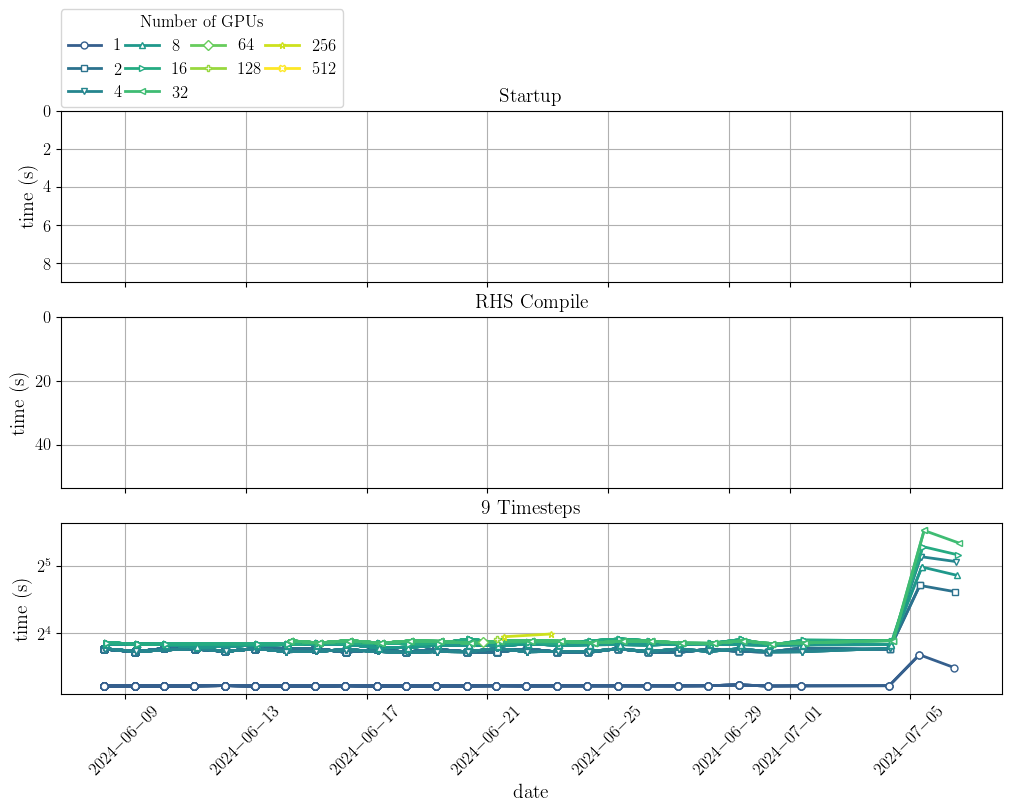 Number of GPUs
1 8 64 256
2 16 128 512
4 32
Startup
0
2
4
6
8
time (s)
RHS Compile
0
20
40
time (s)
9 Timesteps
2^5
2^4
time (s)
2024-06-09 2024-06-13 2024-06-17 2024-06-21 2024-06-25 2024-06-29 2024-07-01 2024-07-05
date